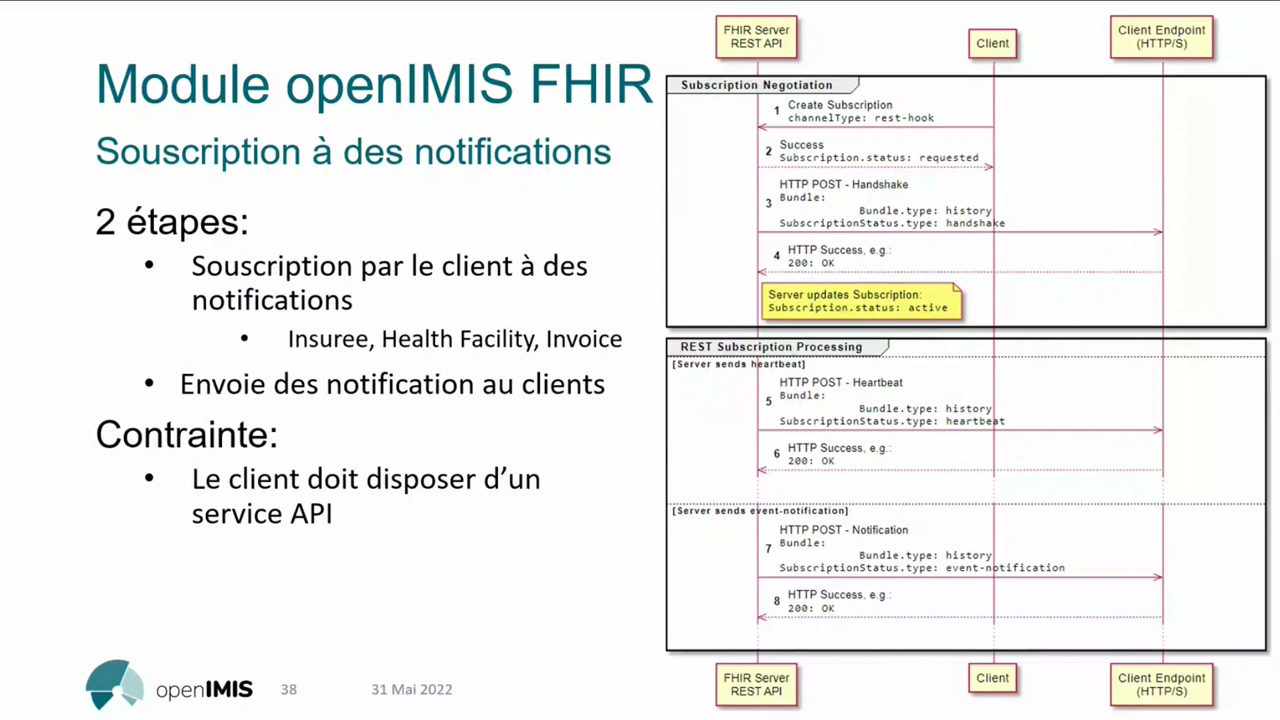 Module openIMIS FHIR
Souscription à des notifications
2 étapes:
• Souscription par le client à des
notifications
• Insuree, Health Facility, Invoice
• Envoie des notification au clients
Contrainte:
• Le client doit disposer d’un
service API
openIMIS
38
31 Mai 2022
FHIR Server
REST API
Client
Client Endpoint
(HTTP/S)
Subscription Negotiation
1 Create Subscription
channelType: rest-hook
2 Success
Subscription.status: requested
3 HTTP POST - Handshake
Bundle:
Bundle.type: history
SubscriptionStatus.type: handshake
4 HTTP Success, e.g.:
200: OK
Server updates Subscription:
Subscription.status: active
REST Subscription Processing
[Server sends heartbeat]
5 HTTP POST - Heartbeat
Bundle:
Bundle.type: history
SubscriptionStatus.type: heartbeat
6 HTTP Success, e.g.:
200: OK
[Server sends event-notification]
7 HTTP POST - Notification
Bundle:
Bundle.type: history
SubscriptionStatus.type: event-notification
8 HTTP Success, e.g.:
200: OK
FHIR Server
REST API
Client
Client Endpoint
(HTTP/S)